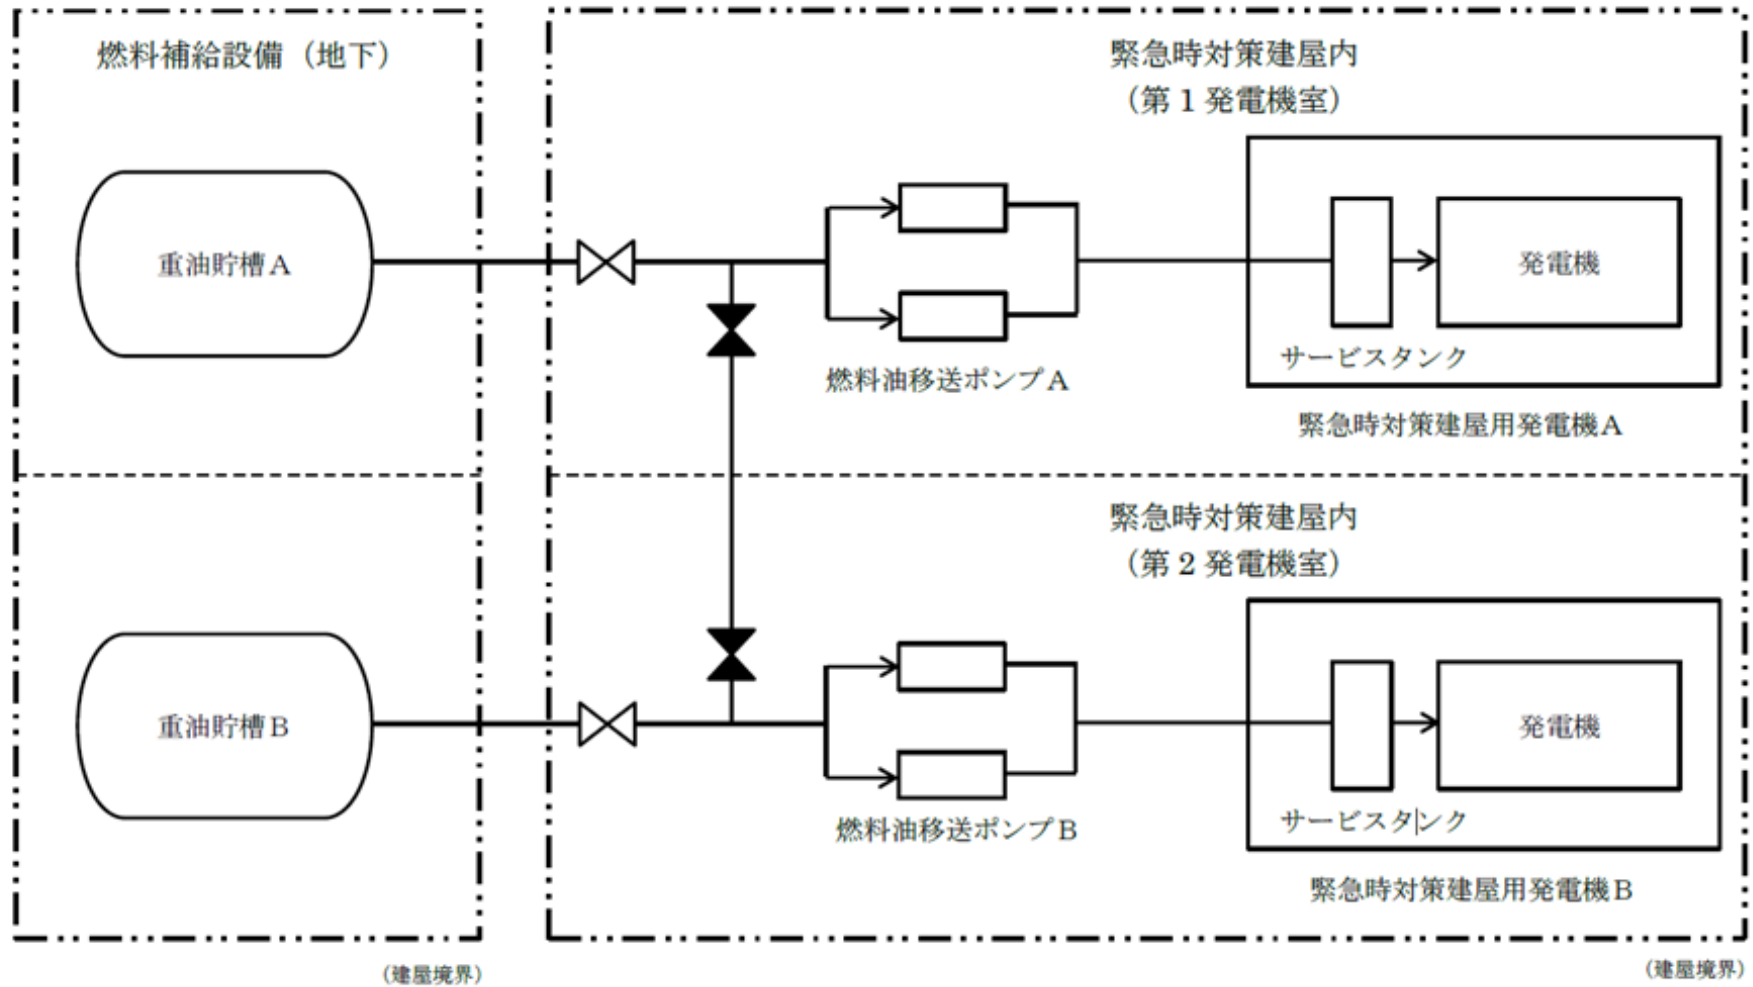 燃料補給設備（地下）
緊急時対策建屋内
（第1発電機室）
重油貯槽A
発電機
サービスタンク
燃料油移送ポンプA
緊急時対策建屋用発電機A
緊急時対策建屋内
（第2発電機室）
重油貯槽B
発電機
サービスタンク
燃料油移送ポンプB
緊急時対策建屋用発電機B
（建屋境界）
（建屋境界）